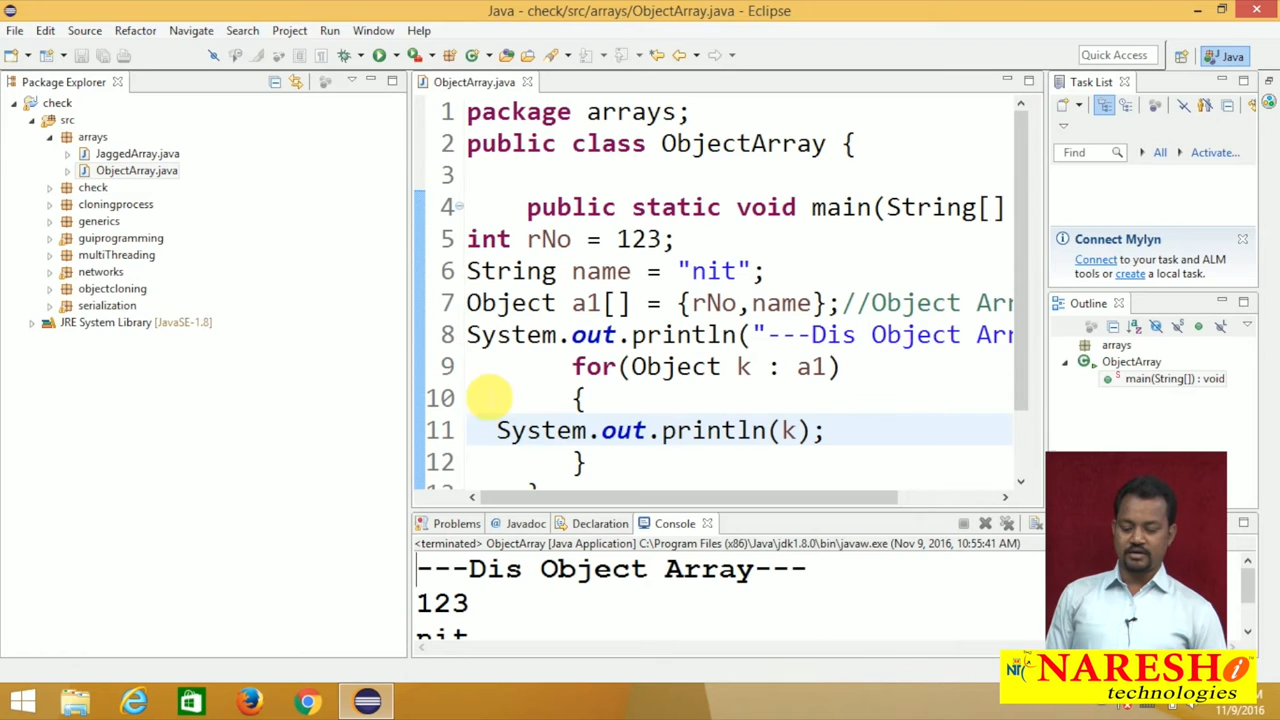 Java - check/src/arrays/ObjectArray.java - Eclipse
File Edit Source Refactor Navigate Search Project Run Window Help
Quick Access
Java
Package Explorer
check
src
arrays
JaggedArray.java
ObjectArray.java
check
cloningprocess
generics
guiprogramming
multiThreading
networks
objectcloning
serialization
JRE System Library [JavaSE-1.8]
ObjectArray.java
1 package arrays;
2 public class ObjectArray {
3
4 public static void main(String[]
5 int rNo = 123;
6 String name = "nit";
7 Object a1[] = {rNo,name};//Object Arr
8 System.out.println("---Dis Object Arr
9 for(Object k : a1)
10 {
11 System.out.println(k);
12 }
}
Task List
Find All Activate...
Connect Mylyn
Connect to your task and ALM
tools or create a local task.
Outline
arrays
ObjectArray
main(String[]) : void
Problems Javadoc Declaration Console
<terminated> ObjectArray [Java Application] C:\Program Files (x86)\Java\jdk1.8.0\bin\javaw.exe (Nov 9, 2016, 10:55:41 AM)
---Dis Object Array---
123
nit
NARESH i
technologies
11/9/2016